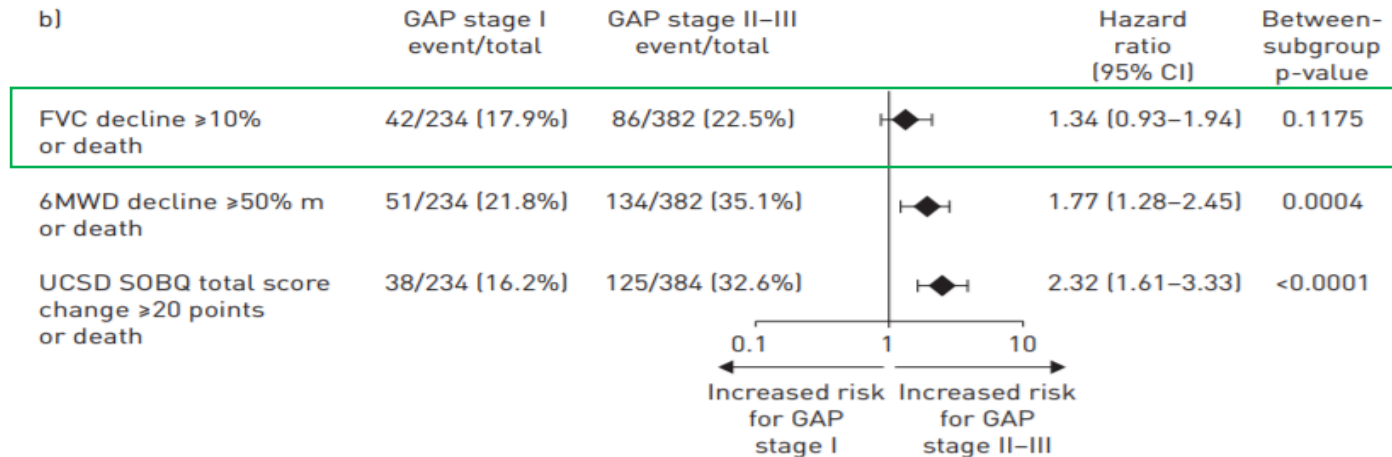 b)
GAP stage I
event/total
GAP stage II–III
event/total
Hazard
ratio
(95% CI)
Between-
subgroup
p-value
FVC decline ⩾10%
or death
42/234 (17.9%)
86/382 (22.5%)
1.34 (0.93–1.94)
0.1175
6MWD decline ⩾50% m
or death
51/234 (21.8%)
134/382 (35.1%)
1.77 (1.28–2.45)
0.0004
UCSD SOBQ total score
change ⩾20 points
or death
38/234 (16.2%)
125/384 (32.6%)
2.32 (1.61–3.33)
<0.0001
0.1
1
10
Increased risk
for GAP
stage I
Increased risk
for GAP
stage II–III